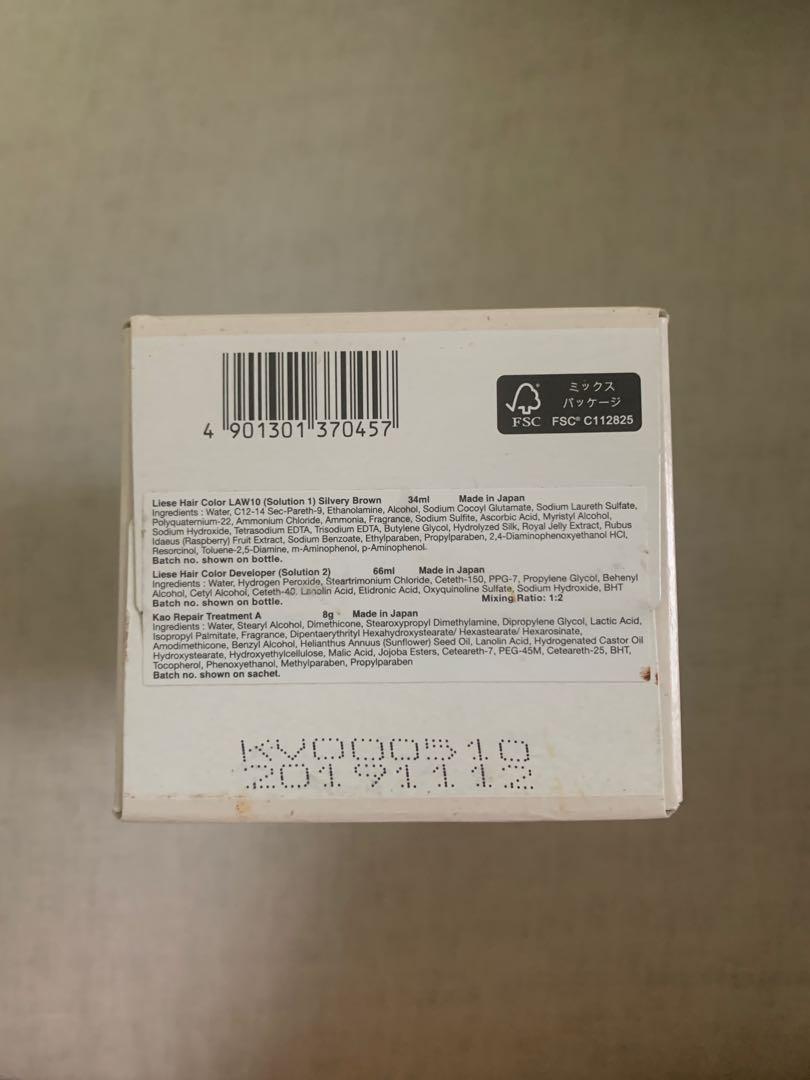 4 901301 370457
ミックス
パッケージ
FSC FSC® C112825
Liese Hair Color LAW10 (Solution 1) Silvery Brown 34ml Made in Japan
Ingredients : Water, C12-14 Sec-Pareth-9, Ethanolamine, Alcohol, Sodium Cocoyl Glutamate, Sodium Laureth Sulfate,
Polyquaternium-22, Ammonium Chloride, Ammonia, Fragrance, Sodium Sulfite, Ascorbic Acid, Myristyl Alcohol,
Sodium Hydroxide, Tetrasodium EDTA, Trisodium EDTA, Butylene Glycol, Hydrolyzed Silk, Royal Jelly Extract, Rubus
Idaeus (Raspberry) Fruit Extract, Sodium Benzoate, Ethylparaben, Propylparaben, 2,4-Diaminophenoxyethanol HCl,
Resorcinol, Toluene-2,5-Diamine, m-Aminophenol, p-Aminophenol.
Batch no. shown on bottle.
Liese Hair Color Developer (Solution 2) 66ml Made in Japan
Ingredients : Water, Hydrogen Peroxide, Steartrimonium Chloride, Ceteth-150, PPG-7, Propylene Glycol, Behenyl
Alcohol, Cetyl Alcohol, Ceteth-40, Lanolin Acid, Etidronic Acid, Oxyquinoline Sulfate, Sodium Hydroxide, BHT
Batch no. shown on bottle. Mixing Ratio: 1:2
Kao Repair Treatment A 8g Made in Japan
Ingredients : Water, Stearyl Alcohol, Dimethicone, Stearoxypropyl Dimethylamine, Dipropylene Glycol, Lactic Acid,
Isopropyl Palmitate, Fragrance, Dipentaerythrityl Hexahydroxystearate/ Hexastearate/ Hexarosinate,
Amodimethicone, Benzyl Alcohol, Helianthus Annuus (Sunflower) Seed Oil, Lanolin Acid, Hydrogenated Castor Oil
Hydroxystearate, Hydroxyethylcellulose, Malic Acid, Jojoba Esters, Ceteareth-7, PEG-45M, Ceteareth-25, BHT,
Tocopherol, Phenoxyethanol, Methylparaben, Propylparaben
Batch no. shown on sachet.
KV000510
20191112